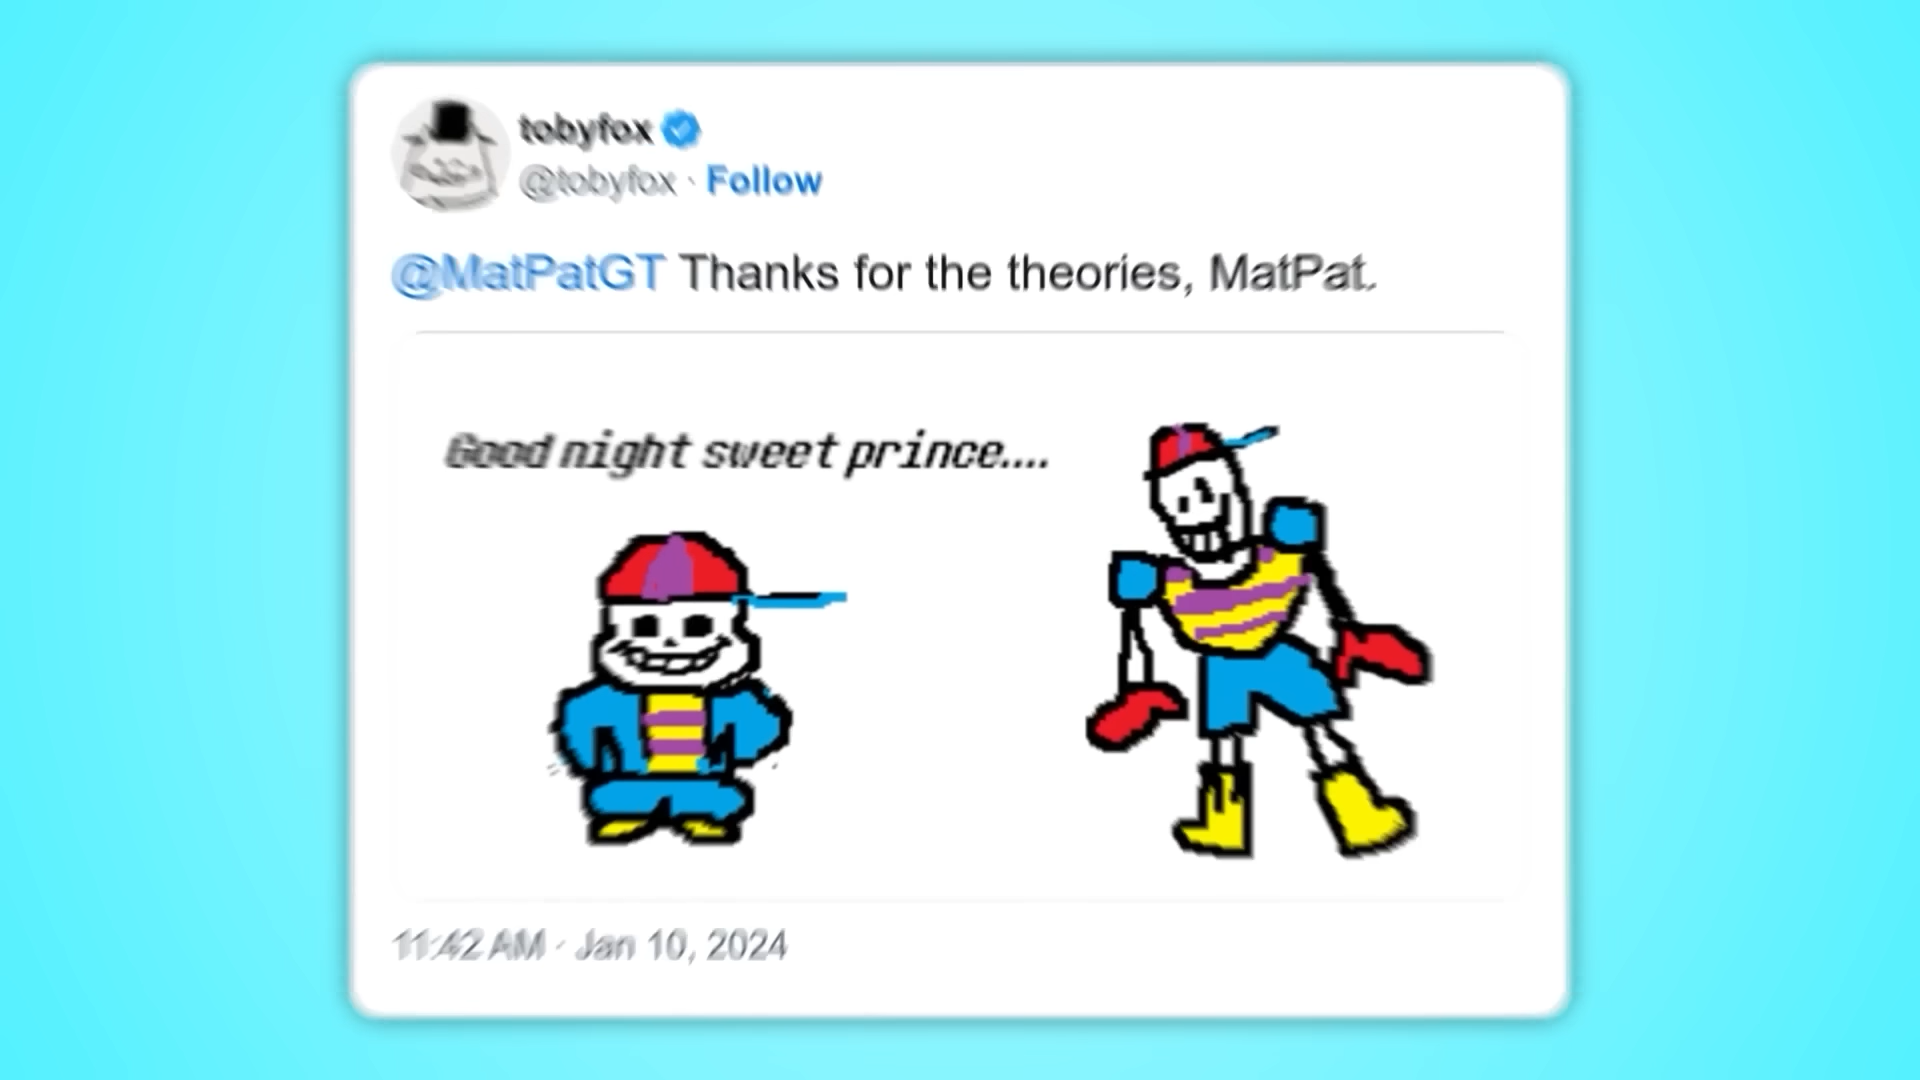 tobyfox
@tobyfox · Follow
@MatPatGT Thanks for the theories, MatPat.
Good night sweet prince....
11:42 AM · Jan 10, 2024